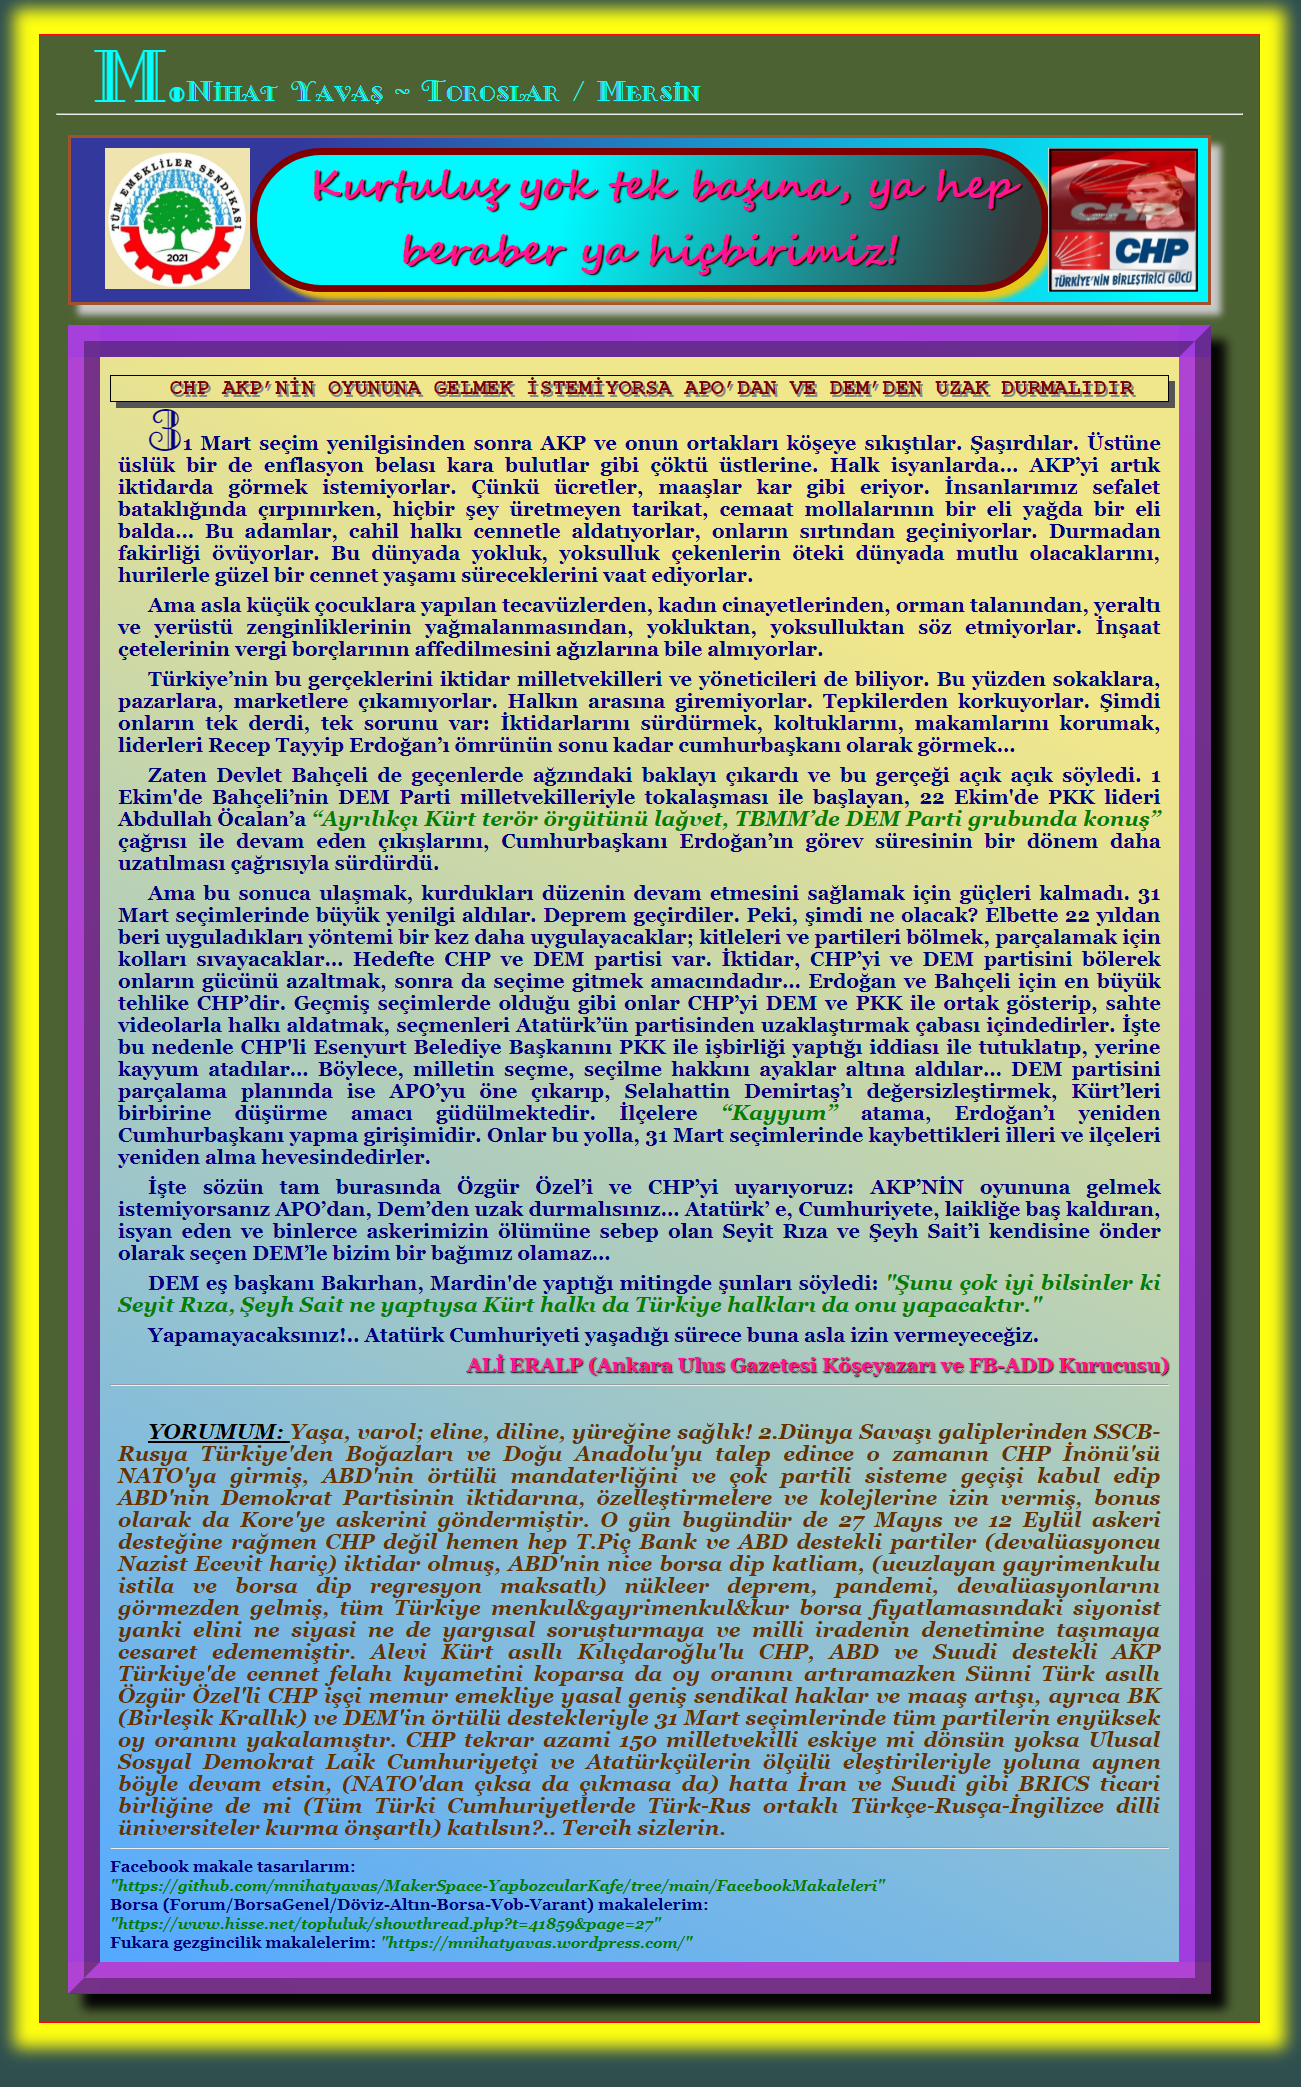 MoNİHAT YAVAŞ ~ TOROSLAR / MERSİN
TÜM EMEKLİLER SENDİKASI
2021
Kurtuluş yok tek başına, ya hep
beraber ya hiçbirimiz!
CHP
CHP
TÜRKİYE'NİN BİRLEŞTİRİCİ GÜCÜ
CHP AKP’NİN OYUNUNA GELMEK İSTEMİYORSA APO’DAN VE DEM’DEN UZAK DURMALIDIR
31 Mart seçim yenilgisinden sonra AKP ve onun ortakları köşeye sıkıştılar. Şaşırdılar. Üstüne
üslük bir de enflasyon belası kara bulutlar gibi çöktü üstlerine. Halk isyanlarda... AKP’yi artık
iktidarda görmek istemiyorlar. Çünkü ücretler, maaşlar kar gibi eriyor. İnsanlarımız sefalet
bataklığında çırpınırken, hiçbir şey üretmeyen tarikat, cemaat mollalarının bir eli yağda bir eli
balda... Bu adamlar, cahil halkı cennetle aldatıyorlar, onların sırtından geçiniyorlar. Durmadan
fakirliği övüyorlar. Bu dünyada yokluk, yoksulluk çekenlerin öteki dünyada mutlu olacaklarını,
hurilerle güzel bir cennet yaşamı süreceklerini vaat ediyorlar.
Ama asla küçük çocuklara yapılan tecavüzlerden, kadın cinayetlerinden, orman talanından, yeraltı
ve yerüstü zenginliklerinin yağmalanmasından, yokluktan, yoksulluktan söz etmiyorlar. İnşaat
çetelerinin vergi borçlarının affedilmesini ağızlarına bile almıyorlar.
Türkiye’nin bu gerçeklerini iktidar milletvekilleri ve yöneticileri de biliyor. Bu yüzden sokaklara,
pazarlara, marketlere çıkamıyorlar. Halkın arasına giremiyorlar. Tepkilerden korkuyorlar. Şimdi
onların tek derdi, tek sorunu var: İktidarlarını sürdürmek, koltuklarını, makamlarını korumak,
liderleri Recep Tayyip Erdoğan’ı ömrünün sonu kadar cumhurbaşkanı olarak görmek...
Zaten Devlet Bahçeli de geçenlerde ağzındaki baklayı çıkardı ve bu gerçeği açık açık söyledi. 1
Ekim'de Bahçeli’nin DEM Parti milletvekilleriyle tokalaşması ile başlayan, 22 Ekim'de PKK lideri
Abdullah Öcalan’a “Ayrılıkçı Kürt terör örgütünü lağvet, TBMM’de DEM Parti grubunda konuş”
çağrısı ile devam eden çıkışlarını, Cumhurbaşkanı Erdoğan’ın görev süresinin bir dönem daha
uzatılması çağrısıyla sürdürdü.
Ama bu sonuca ulaşmak, kurdukları düzenin devam etmesini sağlamak için güçleri kalmadı. 31
Mart seçimlerinde büyük yenilgi aldılar. Deprem geçirdiler. Peki, şimdi ne olacak? Elbette 22 yıldan
beri uyguladıkları yöntemi bir kez daha uygulayacaklar; kitleleri ve partileri bölmek, parçalamak için
kolları sıvayacaklar... Hedefte CHP ve DEM partisi var. İktidar, CHP’yi ve DEM partisini bölerek
onların gücünü azaltmak, sonra da seçime gitmek amacındadır... Erdoğan ve Bahçeli için en büyük
tehlike CHP’dir. Geçmiş seçimlerde olduğu gibi onlar CHP’yi DEM ve PKK ile ortak gösterip, sahte
videolarla halkı aldatmak, seçmenleri Atatürk’ün partisinden uzaklaştırmak çabası içindedirler. İşte
bu nedenle CHP'li Esenyurt Belediye Başkanını PKK ile işbirliği yaptığı iddiası ile tutuklatıp, yerine
kayyum atadılar... Böylece, milletin seçme, seçilme hakkını ayaklar altına aldılar... DEM partisini
parçalama planında ise APO’yu öne çıkarıp, Selahattin Demirtaş’ı değersizleştirmek, Kürt’leri
birbirine düşürme amacı güdülmektedir. İlçelere “Kayyum” atama, Erdoğan’ı yeniden
Cumhurbaşkanı yapma girişimidir. Onlar bu yolla, 31 Mart seçimlerinde kaybettikleri illeri ve ilçeleri
yeniden alma hevesindedirler.
İşte sözün tam burasında Özgür Özel’i ve CHP’yi uyarıyoruz: AKP’NİN oyununa gelmek
istemiyorsanız APO’dan, Dem’den uzak durmalısınız... Atatürk’ e, Cumhuriyete, laikliğe baş kaldıran,
isyan eden ve binlerce askerimizin ölümüne sebep olan Seyit Rıza ve Şeyh Sait’i kendisine önder
olarak seçen DEM’le bizim bir bağımız olamaz...
DEM eş başkanı Bakırhan, Mardin'de yaptığı mitingde şunları söyledi: "Şunu çok iyi bilsinler ki
Seyit Rıza, Şeyh Sait ne yaptıysa Kürt halkı da Türkiye halkları da onu yapacaktır."
Yapamayacaksınız!.. Atatürk Cumhuriyeti yaşadığı sürece buna asla izin vermeyeceğiz.
ALİ ERALP (Ankara Ulus Gazetesi Köşeyazarı ve FB-ADD Kurucusu)
YORUMUM: Yaşa, varol; eline, diline, yüreğine sağlık! 2.Dünya Savaşı galiplerinden SSCB-
Rusya Türkiye'den Boğazları ve Doğu Anadolu'yu talep edince o zamanın CHP İnönü'sü
NATO'ya girmiş, ABD'nin örtülü mandaterliğini ve çok partili sisteme geçişi kabul edip
ABD'nin Demokrat Partisinin iktidarına, özelleştirmelere ve kolejlerine izin vermiş, bonus
olarak da Kore'ye askerini göndermiştir. O gün bugündür de 27 Mayıs ve 12 Eylül askeri
desteğine rağmen CHP değil hemen hep T.Piç Bank ve ABD destekli partiler (devalüasyoncu
Nazist Ecevit hariç) iktidar olmuş, ABD'nin nice borsa dip katliam, (ucuzlayan gayrimenkulu
istila ve borsa dip regresyon maksatlı) nükleer deprem, pandemi, devalüasyonlarını
görmezden gelmiş, tüm Türkiye menkul&gayrimenkul&kur borsa fiyatlamasındaki siyonist
yanki elini ne siyasi ne de yargısal soruşturmaya ve milli iradenin denetimine taşımaya
cesaret edememiştir. Alevi Kürt asıllı Kılıçdaroğlu'lu CHP, ABD ve Suudi destekli AKP
Türkiye'de cennet felahı kıyametini koparsa da oy oranını artıramazken Sünni Türk asıllı
Özgür Özel'li CHP işçi memur emekliye yasal geniş sendikal haklar ve maaş artışı, ayrıca BK
(Birleşik Krallık) ve DEM'in örtülü destekleriyle 31 Mart seçimlerinde tüm partilerin enyüksek
oy oranını yakalamıştır. CHP tekrar azami 150 milletvekilli eskiye mi dönsün yoksa Ulusal
Sosyal Demokrat Laik Cumhuriyetçi ve Atatürkçülerin ölçülü eleştirileriyle yoluna aynen
böyle devam etsin, (NATO'dan çıksa da çıkmasa da) hatta İran ve Suudi gibi BRICS ticari
birliğine de mi (Tüm Türki Cumhuriyetlerde Türk-Rus ortaklı Türkçe-Rusça-İngilizce dilli
üniversiteler kurma önşartlı) katılsın?.. Tercih sizlerin.
Facebook makale tasarılarım:
"https://github.com/mnihatyavas/MakerSpace-YapbozcularKafe/tree/main/FacebookMakaleleri"
Borsa (Forum/BorsaGenel/Döviz-Altın-Borsa-Vob-Varant) makalelerim:
"https://www.hisse.net/topluluk/showthread.php?t=41859&page=27"
Fukara gezgincilik makalelerim: "https://mnihatyavas.wordpress.com/"